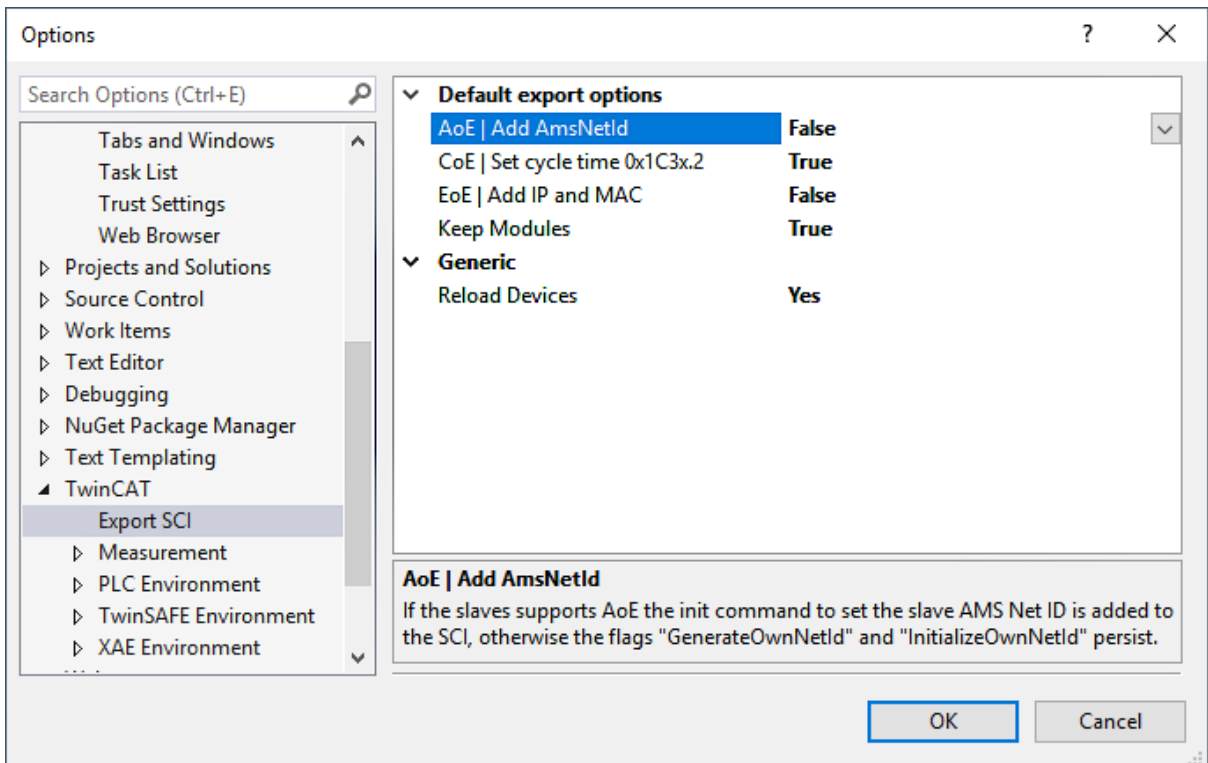 Options
?
Search Options (Ctrl+E)
Tabs and Windows
Task List
Trust Settings
Web Browser
Projects and Solutions
Source Control
Work Items
Text Editor
Debugging
NuGet Package Manager
Text Templating
TwinCAT
Export SCI
Measurement
PLC Environment
TwinSAFE Environment
XAE Environment
Default export options
AoE | Add AmsNetId False
CoE | Set cycle time 0x1C3x.2 True
EoE | Add IP and MAC False
Keep Modules True
Generic
Reload Devices Yes
AoE | Add AmsNetId
If the slaves supports AoE the init command to set the slave AMS Net ID is added to
the SCI, otherwise the flags "GenerateOwnNetId" and "InitializeOwnNetId" persist.
OK Cancel